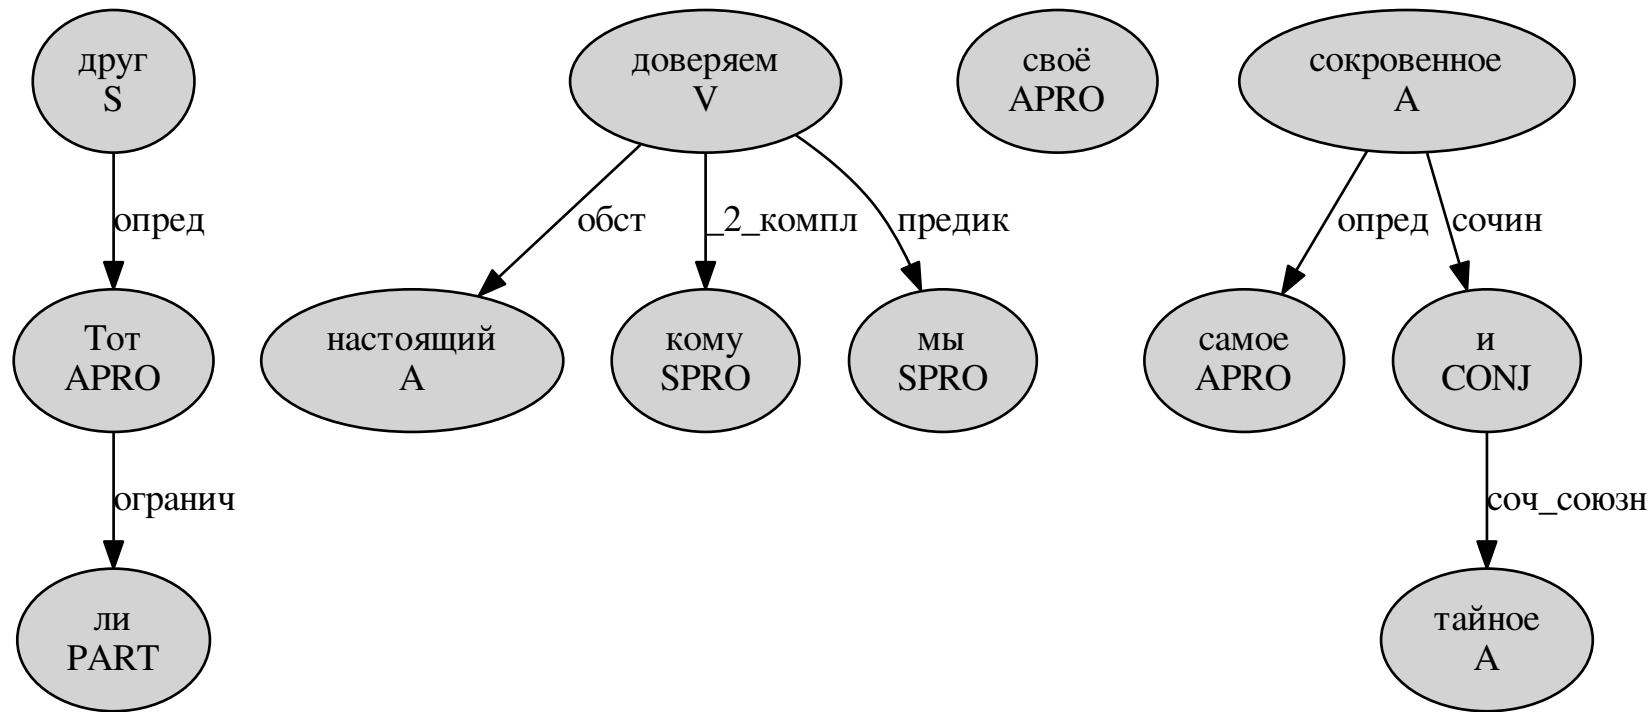 друг
S
доверяем
V
своё
APRO
сокровенное
A
опред
обст
_2_компл
предик
опред
сочин
Тот
APRO
настоящий
A
кому
SPRO
мы
SPRO
самое
APRO
и
CONJ
огранич
соч_союзн
ли
PART
тайное
A